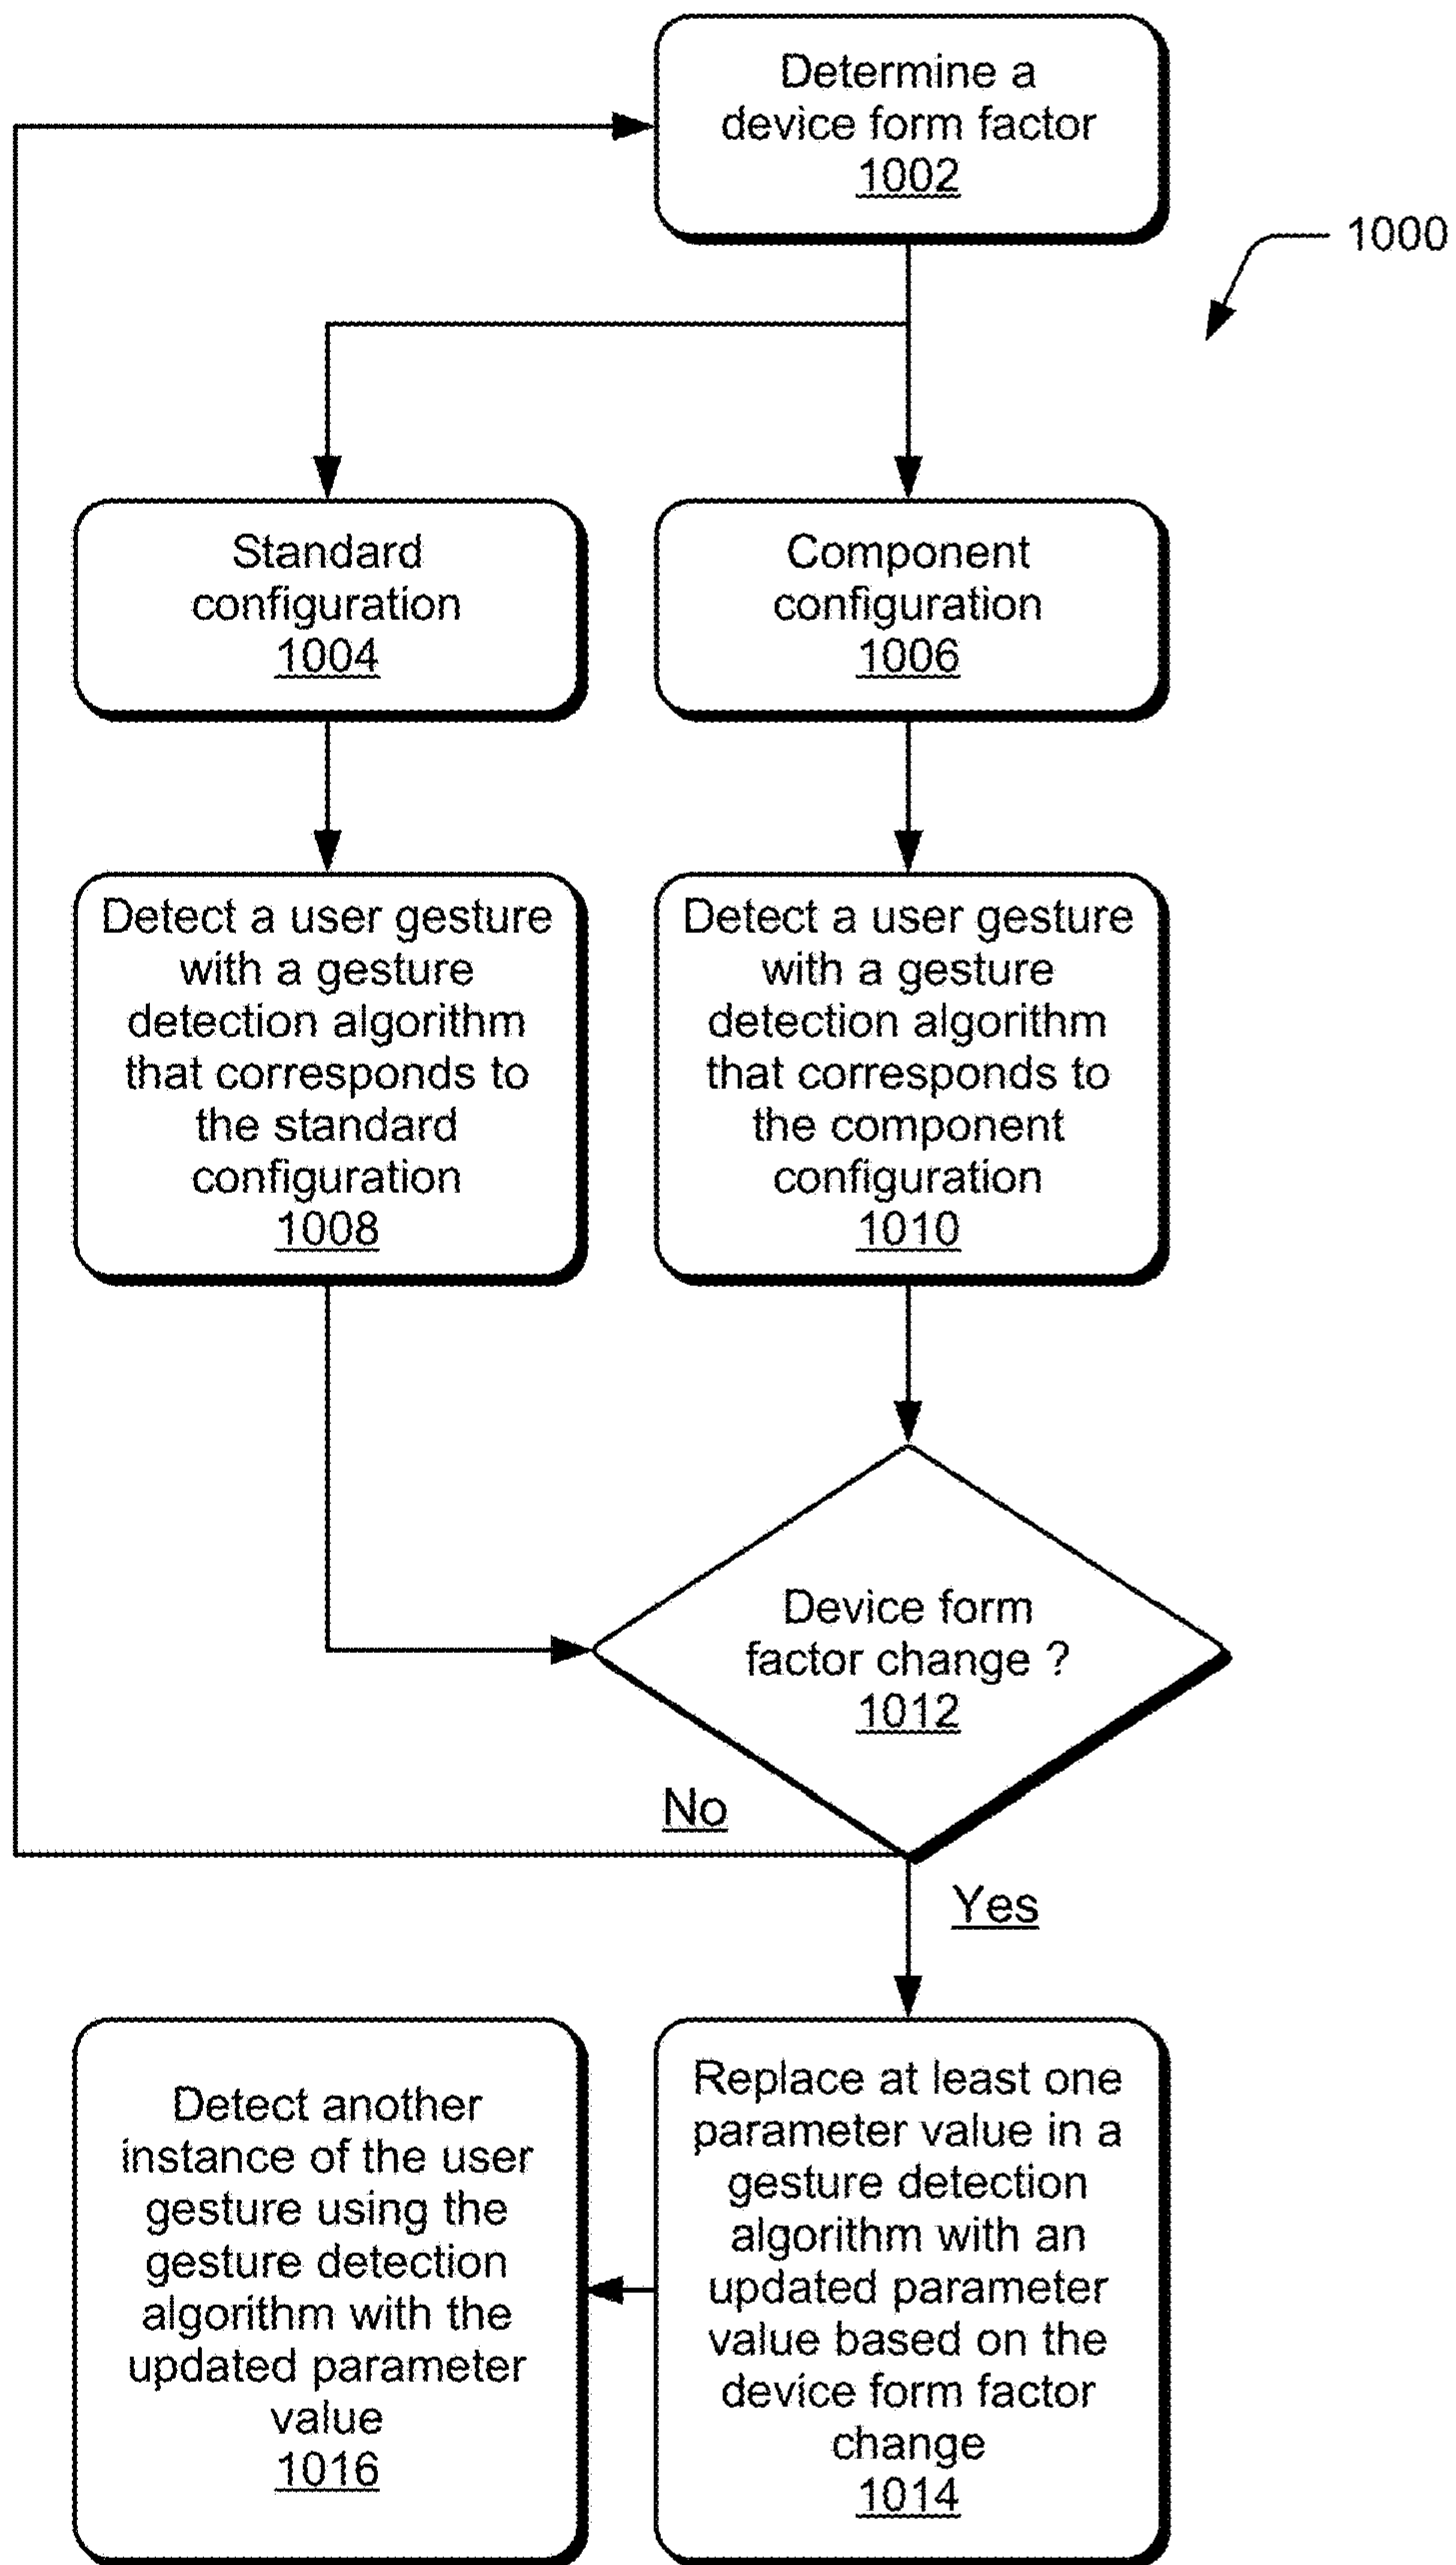 Determine a
device form factor
1002
1000
Standard
configuration
1004
Component
configuration
1006
Detect a user gesture
with a gesture
detection algorithm
that corresponds to
the standard
configuration
1008
Detect a user gesture
with a gesture
detection algorithm
that corresponds to
the component
configuration
1010
Device form
factor change ?
1012
No
Yes
Replace at least one
parameter value in a
gesture detection
algorithm with an
updated parameter
value based on the
device form factor
change
1014
Detect another
instance of the user
gesture using the
gesture detection
algorithm with the
updated parameter
value
1016